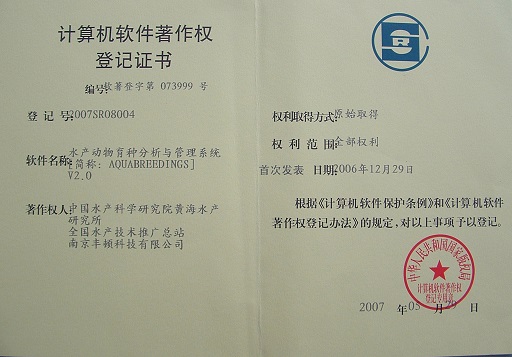 计算机软件著作权
登记证书
编号:软著登字第 073999 号
登 记 号:2007SR08004
软件名称:水产动物育种分析与管理系统
[简称: AQUABREEDINGS]
V2.0
著作权人:中国水产科学研究院黄海水产
研究所
全国水产技术推广总站
南京丰顿科技有限公司
SR
权利取得方式:原始取得
权 利 范 围:全部权利
首次发表 日期:2006年12月29日
根据《计算机软件保护条例》和《计算机软件
著作权登记办法》的规定,对以上事项予以登记。
中华人民共和国国家版权局
计算机软件著作权
登记专用章
2007 年05月29日